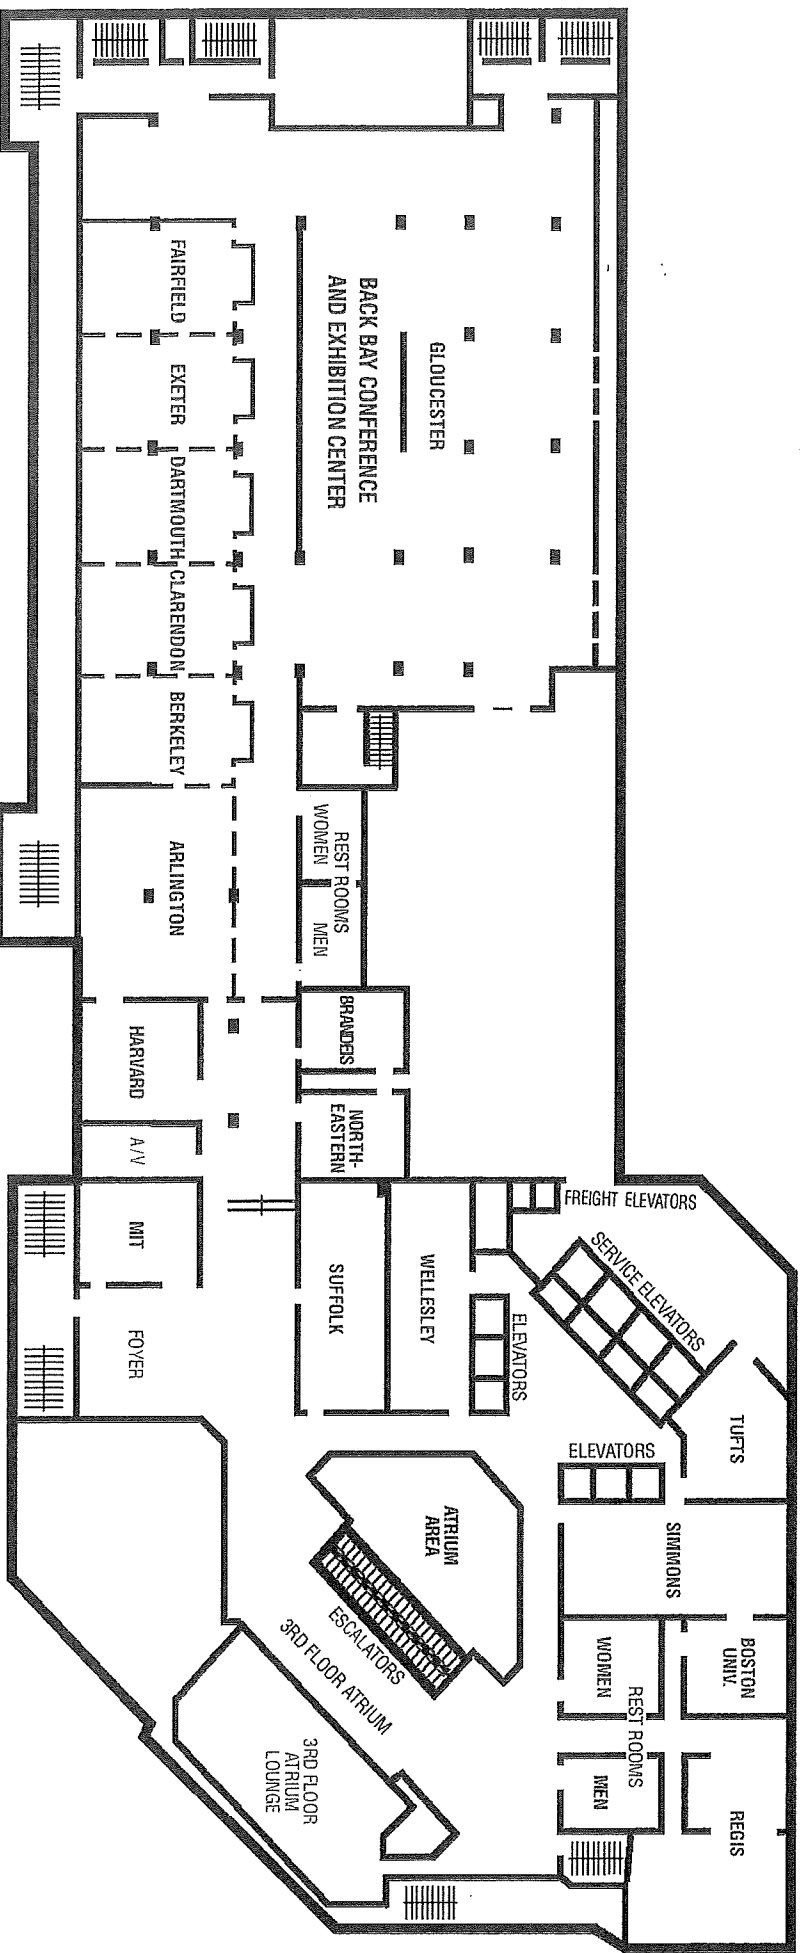 FAIRFIELD
EXETER
DARTMOUTH
CLARENDON
BERKELEY
ARLINGTON
BACK BAY CONFERENCE
AND EXHIBITION CENTER
GLOUCESTER
REST ROOMS
WOMEN
MEN
BRANDEIS
NORTH-
EASTERN
HARVARD
A/V
MIT
FOYER
SUFFOLK
WELLESLEY
FREIGHT ELEVATORS
SERVICE ELEVATORS
ELEVATORS
TUFTS
ELEVATORS
SIMMONS
ATRIUM
AREA
ESCALATORS
3RD FLOOR ATRIUM
3RD FLOOR
ATRIUM
LOUNGE
BOSTON
UNIV.
REST ROOMS
WOMEN
MEN
REGIS